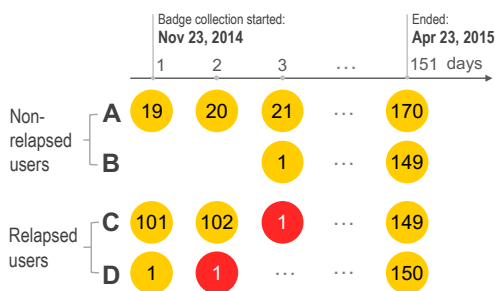 Badge collection started: Ended:
Nov 23, 2014 Apr 23, 2015
1 2 3 ... 151 days
Non-
relapsed
users
A 19 20 21 ... 170
B 1 ... 149
Relapsed
users
C 101 102 1 ... 149
D 1 1 ... ... 150